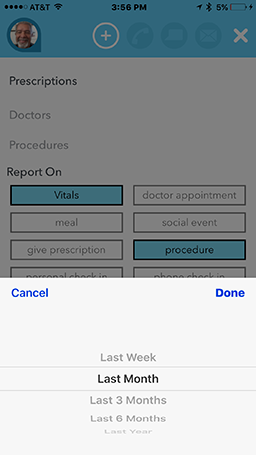 AT&T 3:56 PM 5%
Prescriptions
Doctors
Procedures
Report On
Vitals doctor appointment
meal social event
give prescription procedure
personal check in phone check in
Cancel Done
Last Week
Last Month
Last 3 Months
Last 6 Months
Last Year